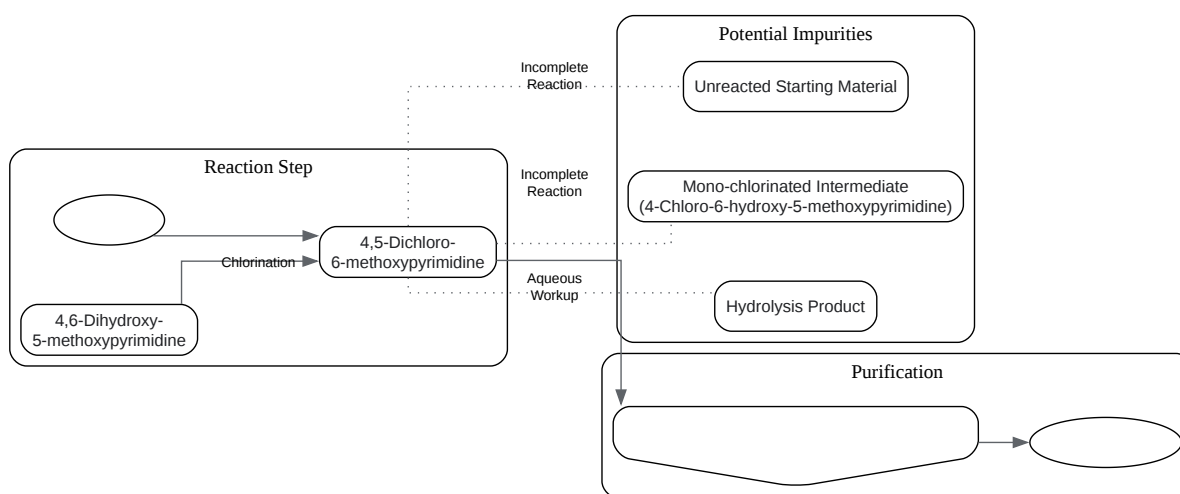 Potential Impurities
Incomplete
Reaction
Unreacted Starting Material
Reaction Step
Incomplete
Reaction
Mono-chlorinated Intermediate
(4-Chloro-6-hydroxy-5-methoxypyrimidine)
4,5-Dichloro-
6-methoxypyrimidine
Chlorination
Aqueous
Workup
Hydrolysis Product
4,6-Dihydroxy-
5-methoxypyrimidine
Purification